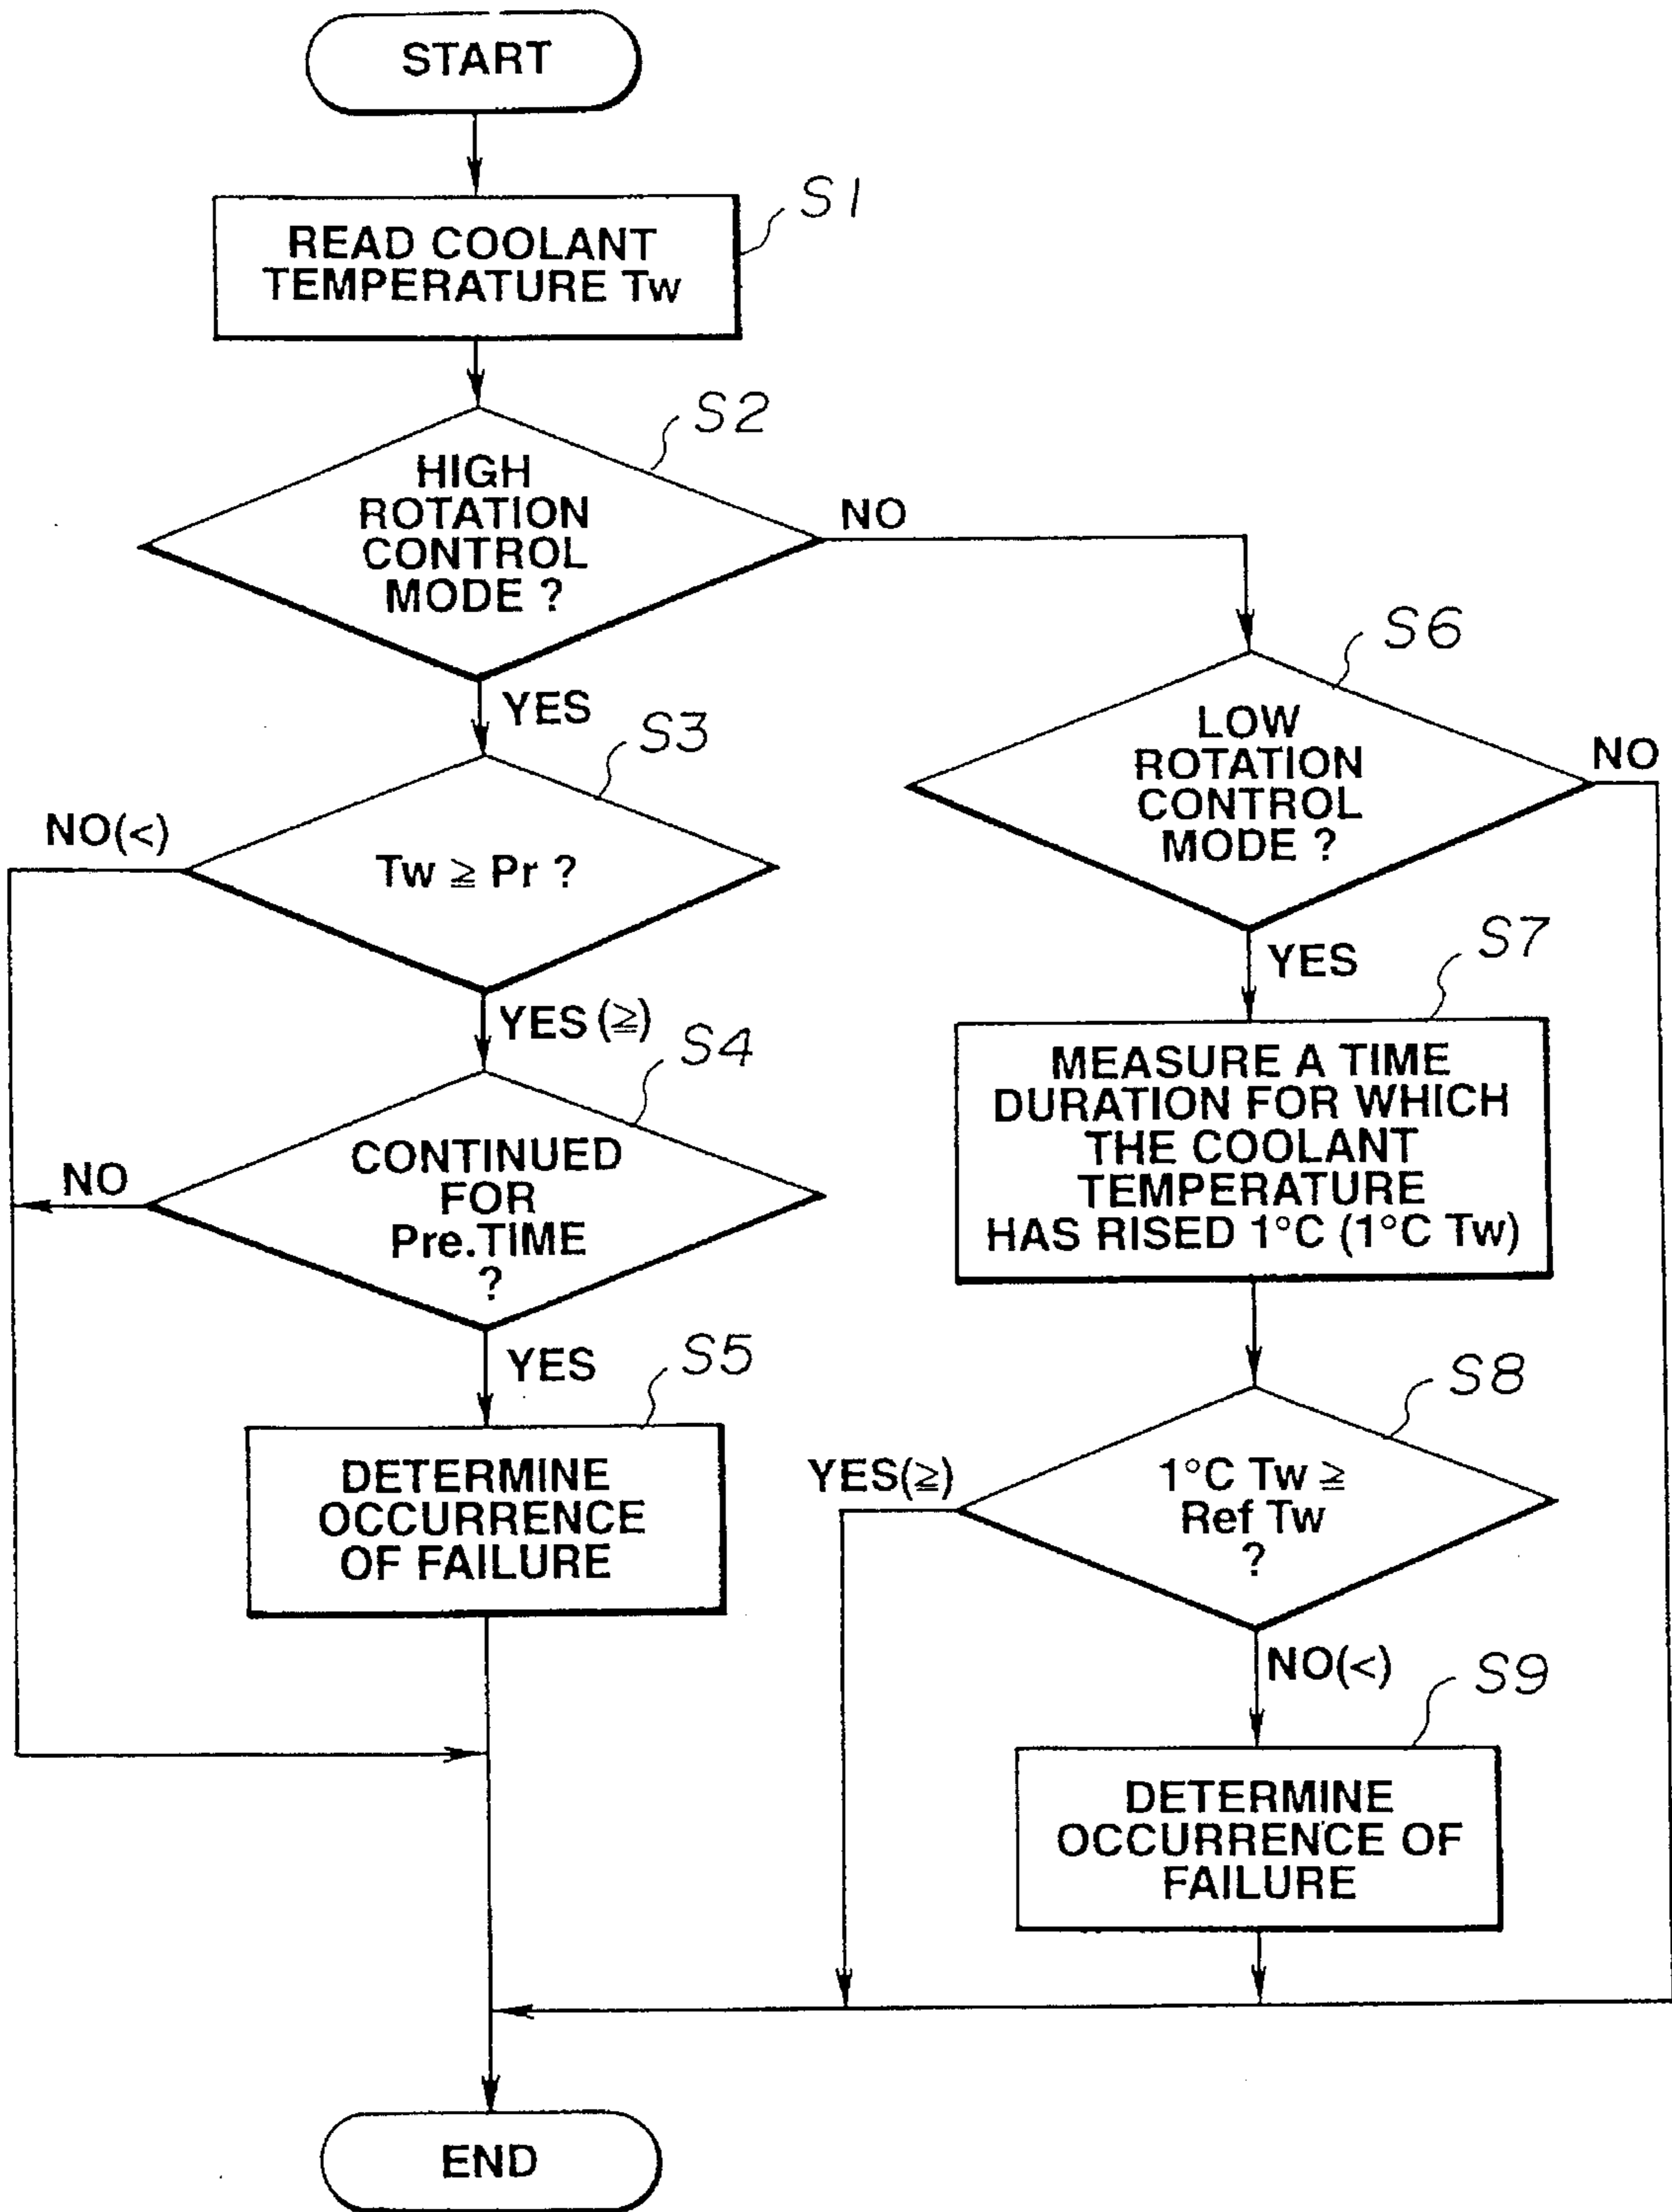 START
S1
READ COOLANT
TEMPERATURE Tw
S2
HIGH
ROTATION
CONTROL
MODE ?
NO
YES
S6
LOW
ROTATION
CONTROL
MODE ?
NO
S3
NO(<)
Tw ≧ Pr ?
YES (≧)
YES
S7
MEASURE A TIME
DURATION FOR WHICH
THE COOLANT
TEMPERATURE
HAS RISED 1°C (1°C Tw)
S4
NO
CONTINUED
FOR
Pre.TIME
?
YES
S5
DETERMINE
OCCURRENCE
OF FAILURE
S8
YES(≧)
1°C Tw ≧
Ref Tw
?
NO(<)
S9
DETERMINE
OCCURRENCE OF
FAILURE
END